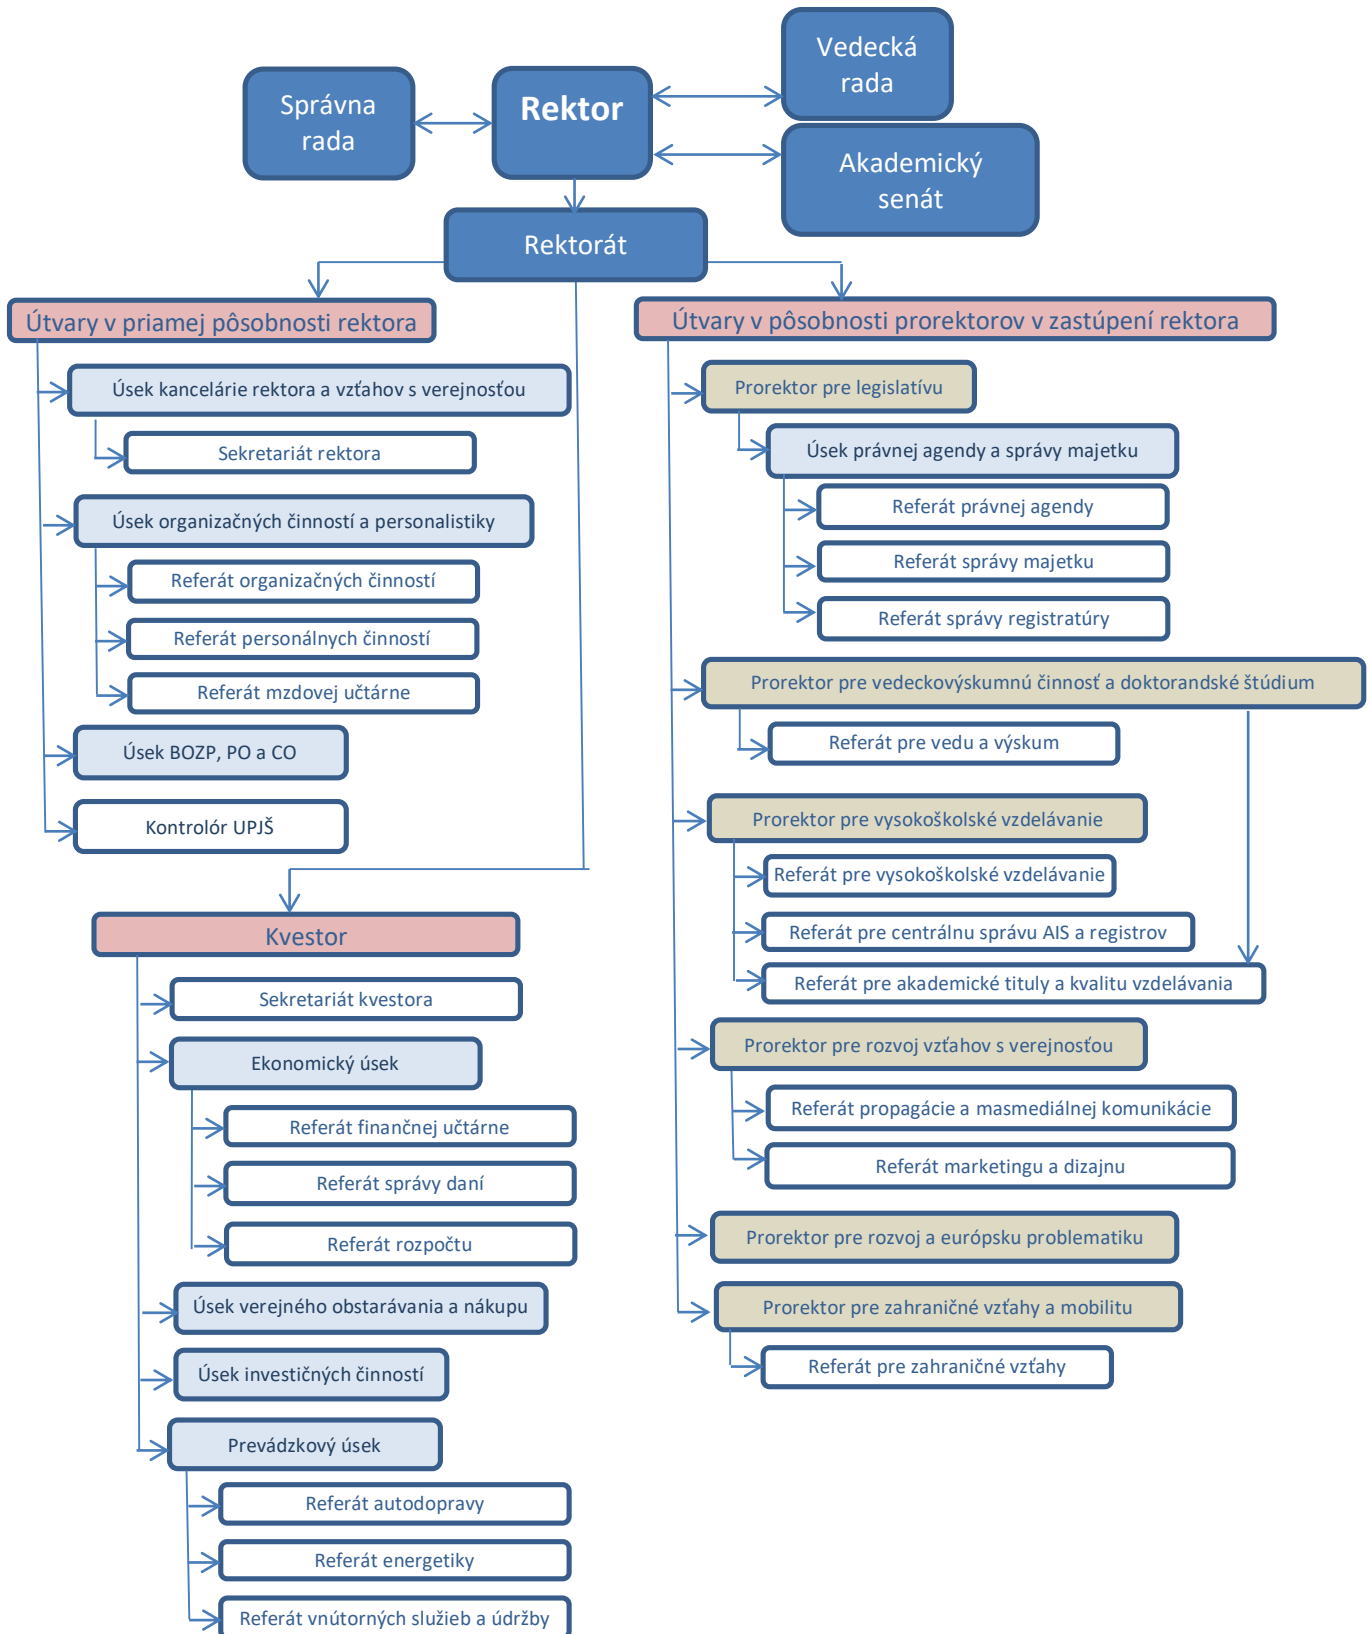 Vedecká
rada
Správna
rada
Rektor
Akademický
senát
Rektorát
Útvary v priamej pôsobnosti rektora
Úsek kancelárie rektora a vzťahov s verejnosťou
Sekretariát rektora
Úsek organizačných činností a personalistiky
Referát organizačných činností
Referát personálnych činností
Referát mzdovej učtárne
Úsek BOZP, PO a CO
Kontrolór UPJŠ
Kvestor
Sekretariát kvestora
Ekonomický úsek
Referát finančnej učtárne
Referát správy daní
Referát rozpočtu
Úsek verejného obstarávania a nákupu
Úsek investičných činností
Prevádzkový úsek
Referát autodopravy
Referát energetiky
Referát vnútorných služieb a údržby
Útvary v pôsobnosti prorektorov v zastúpení rektora
Prorektor pre legislatívu
Úsek právnej agendy a správy majetku
Referát právnej agendy
Referát správy majetku
Referát správy registratúry
Prorektor pre vedeckovýskumnú činnosť a doktorandské štúdium
Referát pre vedu a výskum
Prorektor pre vysokoškolské vzdelávanie
Referát pre vysokoškolské vzdelávanie
Referát pre centrálnu správu AIS a registrov
Referát pre akademické tituly a kvalitu vzdelávania
Prorektor pre rozvoj vzťahov s verejnosťou
Referát propagácie a masmediálnej komunikácie
Referát marketingu a dizajnu
Prorektor pre rozvoj a európsku problematiku
Prorektor pre zahraničné vzťahy a mobilitu
Referát pre zahraničné vzťahy